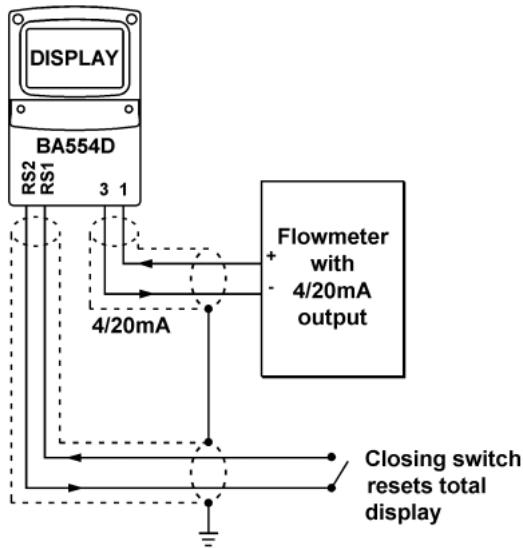 DISPLAY
BA554D
RS2
RS1
3 1
Flowmeter
with
4/20mA
output
+
-
4/20mA
Closing switch
resets total
display